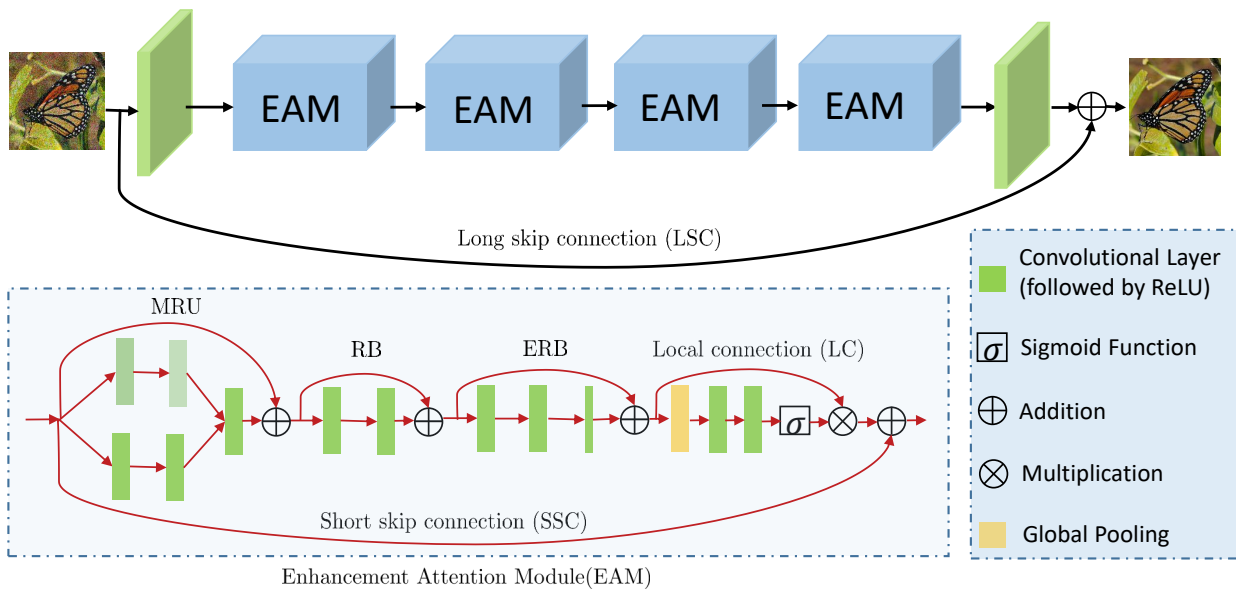 EAM
EAM
EAM
EAM
Long skip connection (LSC)
MRU
RB
ERB
Local connection (LC)
σ
Short skip connection (SSC)
Enhancement Attention Module(EAM)
Convolutional Layer
(followed by ReLU)
σ Sigmoid Function
Addition
Multiplication
Global Pooling